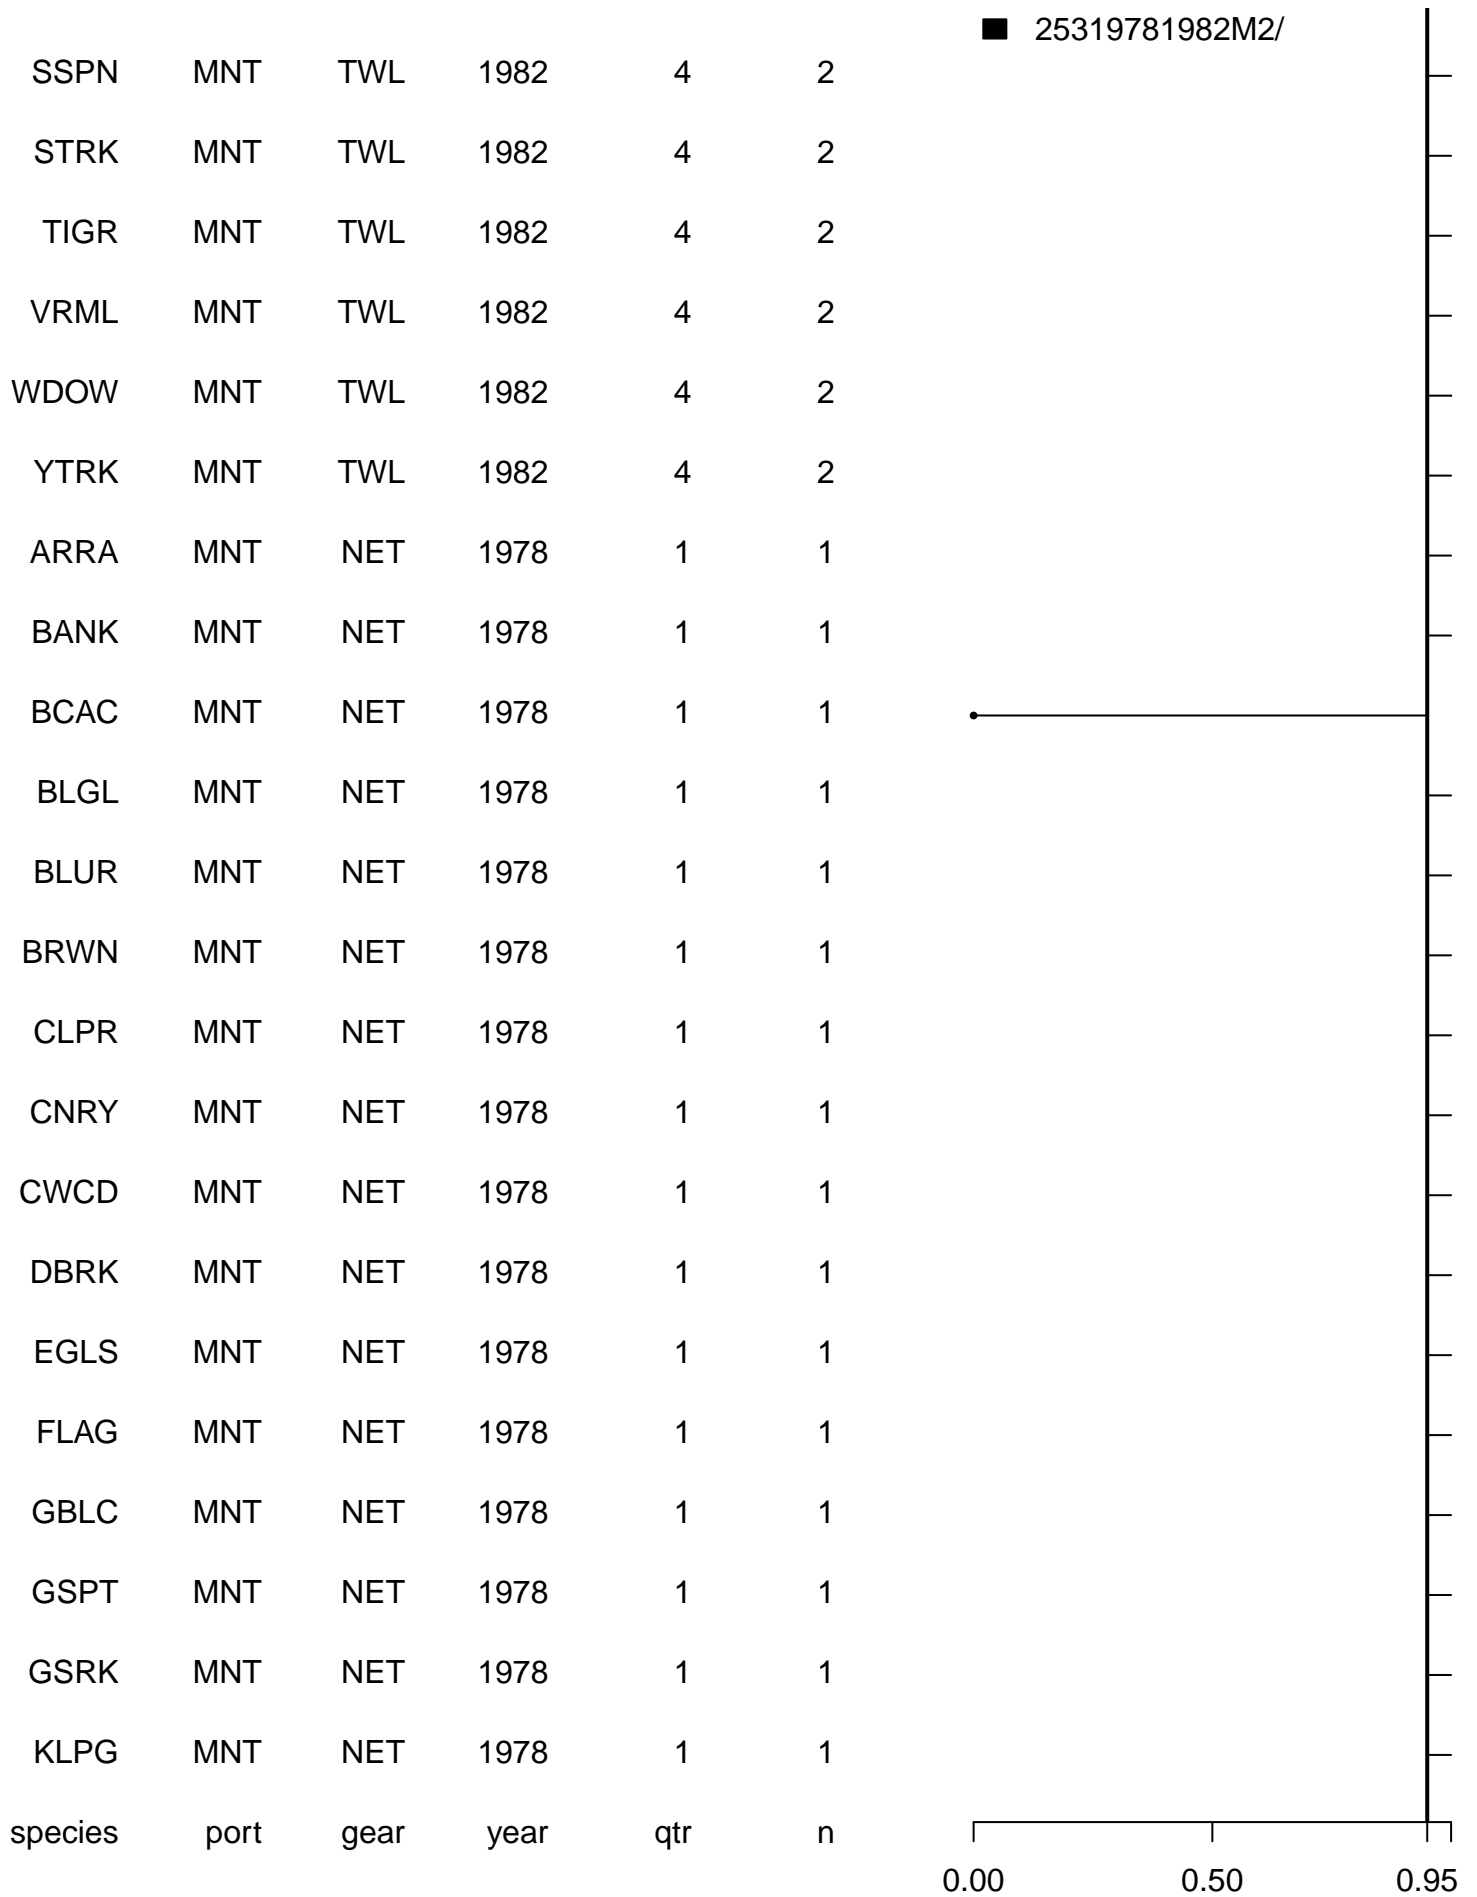 25319781982M2/
SSPN MNT TWL 1982 4 2
STRK MNT TWL 1982 4 2
TIGR MNT TWL 1982 4 2
VRML MNT TWL 1982 4 2
WDOW MNT TWL 1982 4 2
YTRK MNT TWL 1982 4 2
ARRA MNT NET 1978 1 1
BANK MNT NET 1978 1 1
BCAC MNT NET 1978 1 1
BLGL MNT NET 1978 1 1
BLUR MNT NET 1978 1 1
BRWN MNT NET 1978 1 1
CLPR MNT NET 1978 1 1
CNRY MNT NET 1978 1 1
CWCD MNT NET 1978 1 1
DBRK MNT NET 1978 1 1
EGLS MNT NET 1978 1 1
FLAG MNT NET 1978 1 1
GBLC MNT NET 1978 1 1
GSPT MNT NET 1978 1 1
GSRK MNT NET 1978 1 1
KLPG MNT NET 1978 1 1
species port gear year qtr n
0.00 0.50 0.95